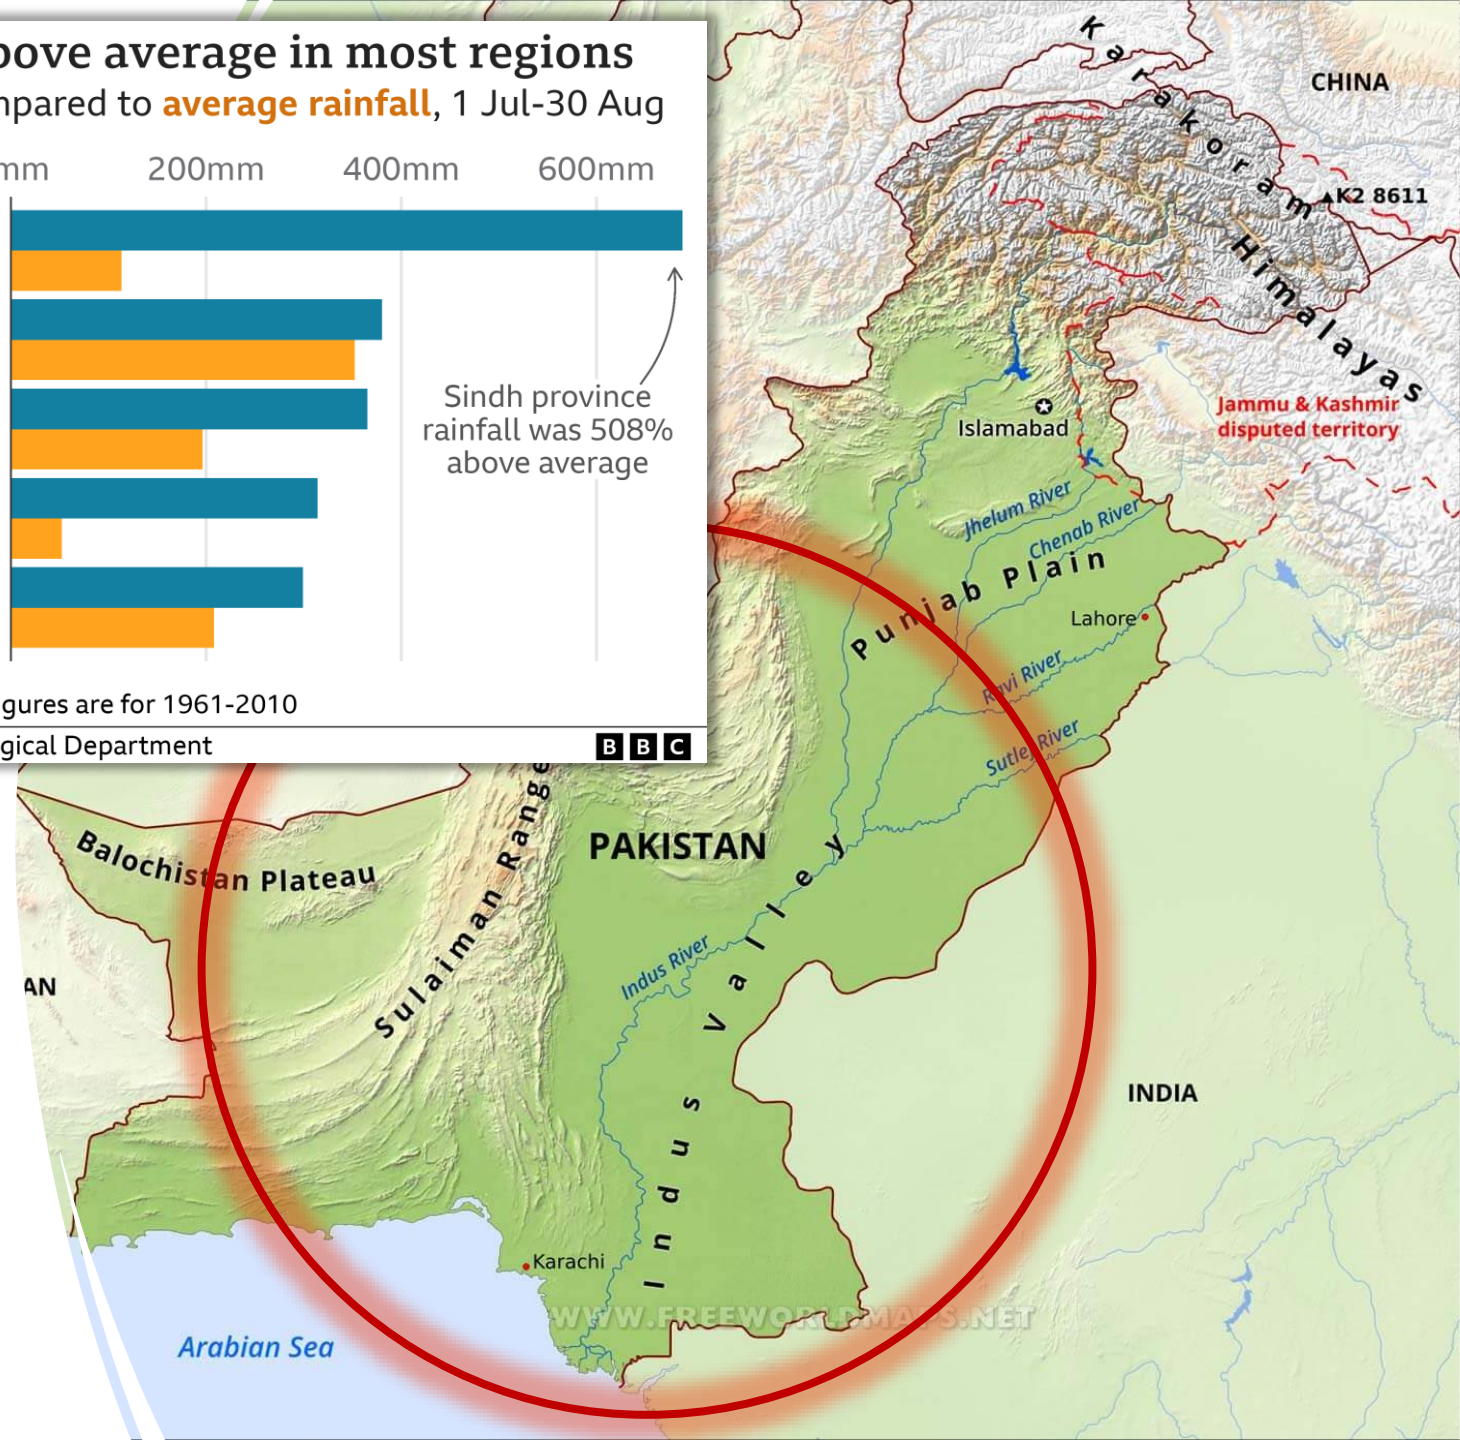 bove average in most regions
mpared to average rainfall, 1 Jul-30 Aug
mm 200mm 400mm 600mm
Sindh province
rainfall was 508%
above average
gures are for 1961-2010
gical Department
BBC
Karakoram
CHINA
K2 8611
Himalayas
Jammu & Kashmir
disputed territory
Islamabad
Jhelum River
Chenab River
Punjab Plain
Lahore
Ravi River
Sutlej River
PAKISTAN
Balochistan Plateau
Sulaiman Range
Indus River
Indus Valley
AN
INDIA
Karachi
WWW.FREEWORLDMAPS.NET
Arabian Sea